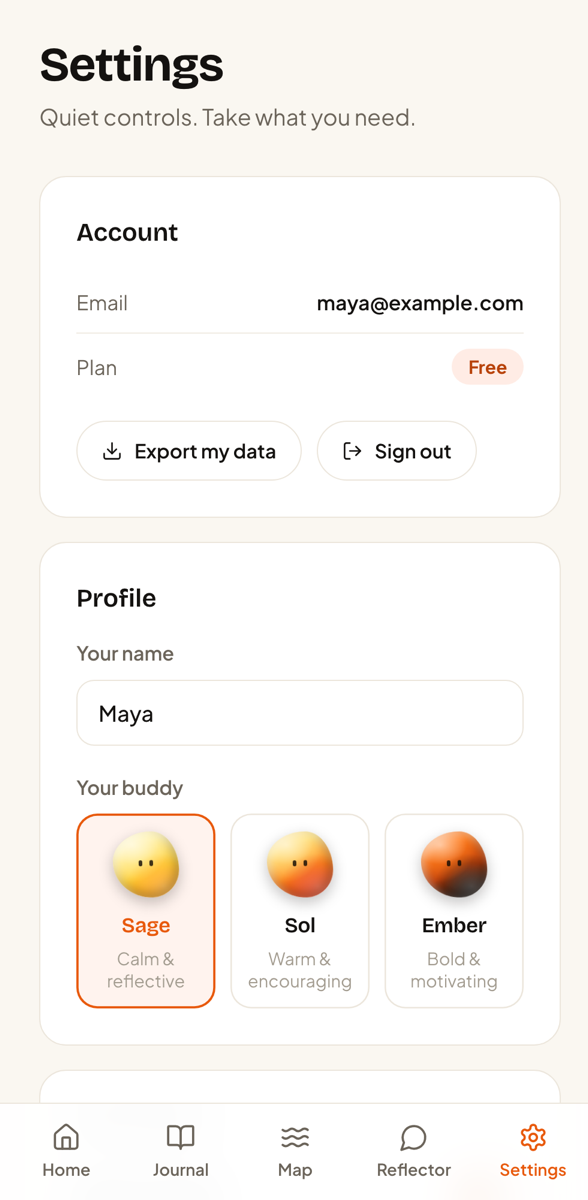 Settings
Quiet controls. Take what you need.
Account
Email maya@example.com
Plan Free
Export my data Sign out
Profile
Your name
Maya
Your buddy
Sage Sol Ember
Calm & Warm & Bold &
reflective encouraging motivating
Home Journal Map Reflector Settings